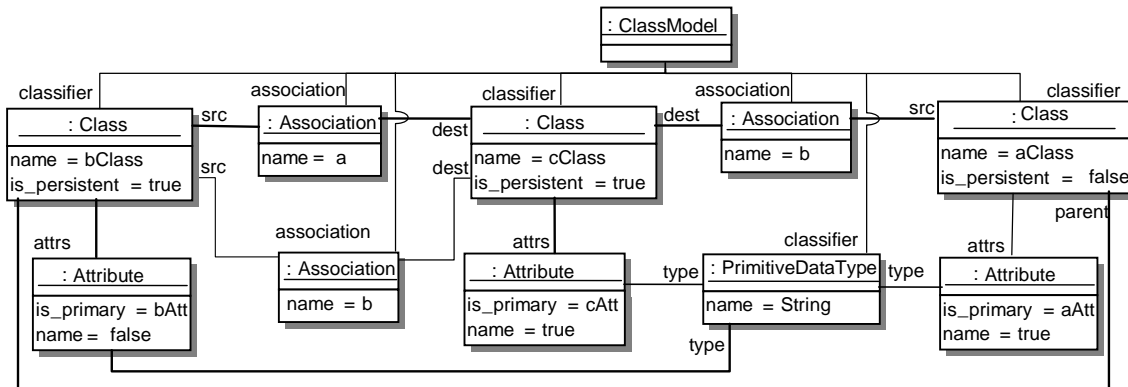 : ClassModel
classifier
association
classifier
association
classifier
: Class
name = bClass
is_persistent = true
src
: Association
name = a
dest
: Class
name = cClass
is_persistent = true
dest
: Association
name = b
src
: Class
name = aClass
is_persistent = false
src
dest
parent
attrs
association
attrs
classifier
attrs
: Attribute
is_primary = bAtt
name = false
: Association
name = b
: Attribute
is_primary = cAtt
name = true
type
: PrimitiveDataType
name = String
type
: Attribute
is_primary = aAtt
name = true
type